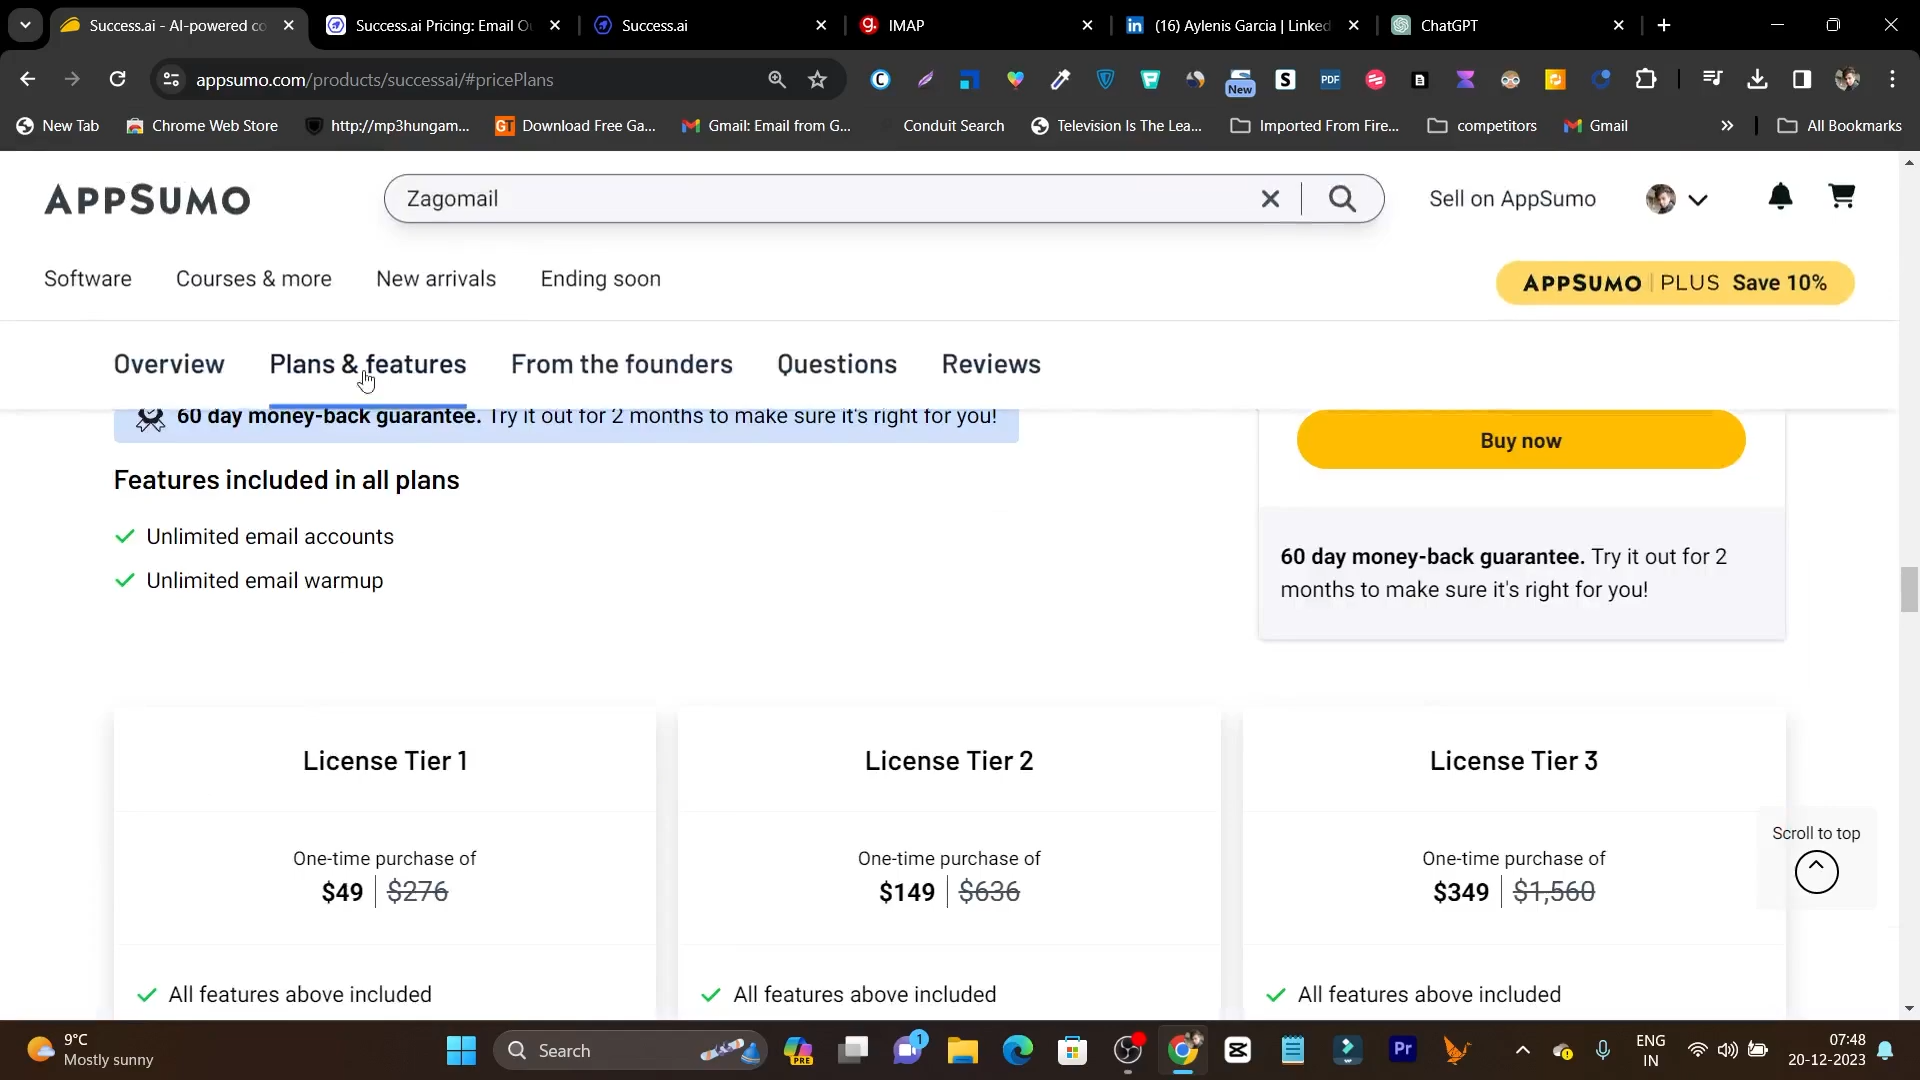 Success.ai - AI-powered co
Success.ai Pricing: Email O
Success.ai
IMAP
(16) Aylenis Garcia | Linked
ChatGPT
appsumo.com/products/successai/#pricePlans
New
PDF
New Tab
Chrome Web Store
http://mp3hungam...
Download Free Ga...
Gmail: Email from G...
Conduit Search
Television Is The Lea...
Imported From Fire...
competitors
Gmail
All Bookmarks
APPSUMO
Zagomail
Sell on AppSumo
Software
Courses & more
New arrivals
Ending soon
APPSUMO | PLUS Save 10%
Overview
Plans & features
From the founders
Questions
Reviews
60 day money-back guarantee. Try it out for 2 months to make sure it's right for you!
Buy now
Features included in all plans
Unlimited email accounts
Unlimited email warmup
60 day money-back guarantee. Try it out for 2
months to make sure it's right for you!
License Tier 1
One-time purchase of
$49 | $276
All features above included
License Tier 2
One-time purchase of
$149 | $636
All features above included
License Tier 3
One-time purchase of
$349 | $1,560
All features above included
Scroll to top
9°C
Mostly sunny
Search
PRE
1
Pr
ENG
IN
07:48
20-12-2023